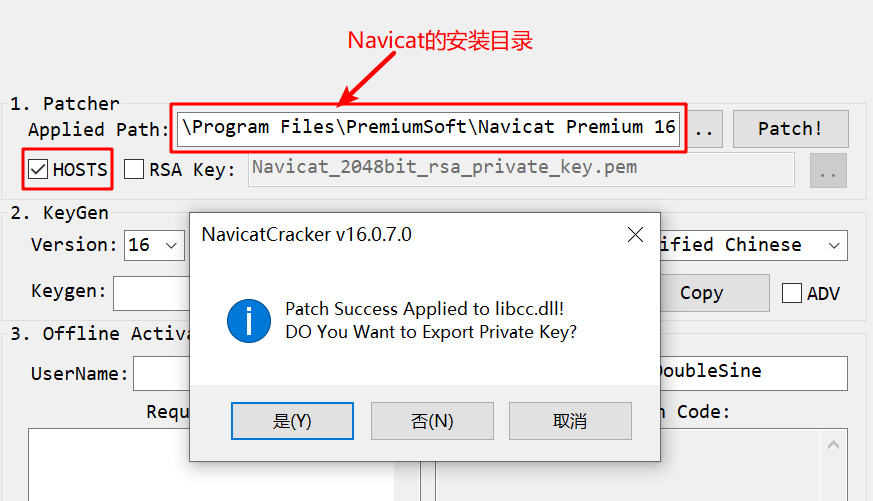 Navicat的安装目录
1. Patcher
Applied Path: \Program Files\PremiumSoft\Navicat Premium 16 .. Patch!
HOSTS RSA Key: Navicat_2048bit_rsa_private_key.pem ..
2. KeyGen
NavicatCracker v16.0.7.0
Version: 16 ified Chinese
Keygen: Copy ADV
Patch Success Applied to libcc.dll!
DO You Want to Export Private Key?
3. Offline Activa
UserName: DoubleSine
Requ n Code:
是(Y) 否(N) 取消